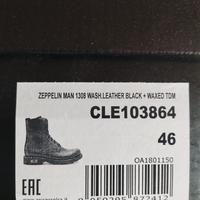 ZEPPELIN MAN 1308 WASH.LEATHER BLACK + WAXED TDM
CLE103864
46
OA1801150
EAC